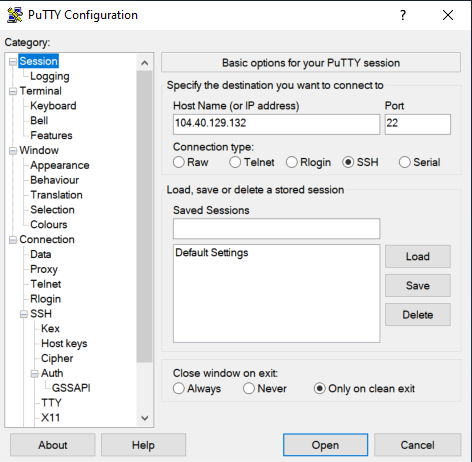 PuTTY Configuration
?
Category:
Session
Logging
Terminal
Keyboard
Bell
Features
Window
Appearance
Behaviour
Translation
Selection
Colours
Connection
Data
Proxy
Telnet
Rlogin
SSH
Kex
Host keys
Cipher
Auth
GSSAPI
TTY
X11
Basic options for your PuTTY session
Specify the destination you want to connect to
Host Name (or IP address) Port
104.40.129.132 22
Connection type:
Raw Telnet Rlogin SSH Serial
Load, save or delete a stored session
Saved Sessions
Default Settings
Load
Save
Delete
Close window on exit:
Always Never Only on clean exit
About Help Open Cancel